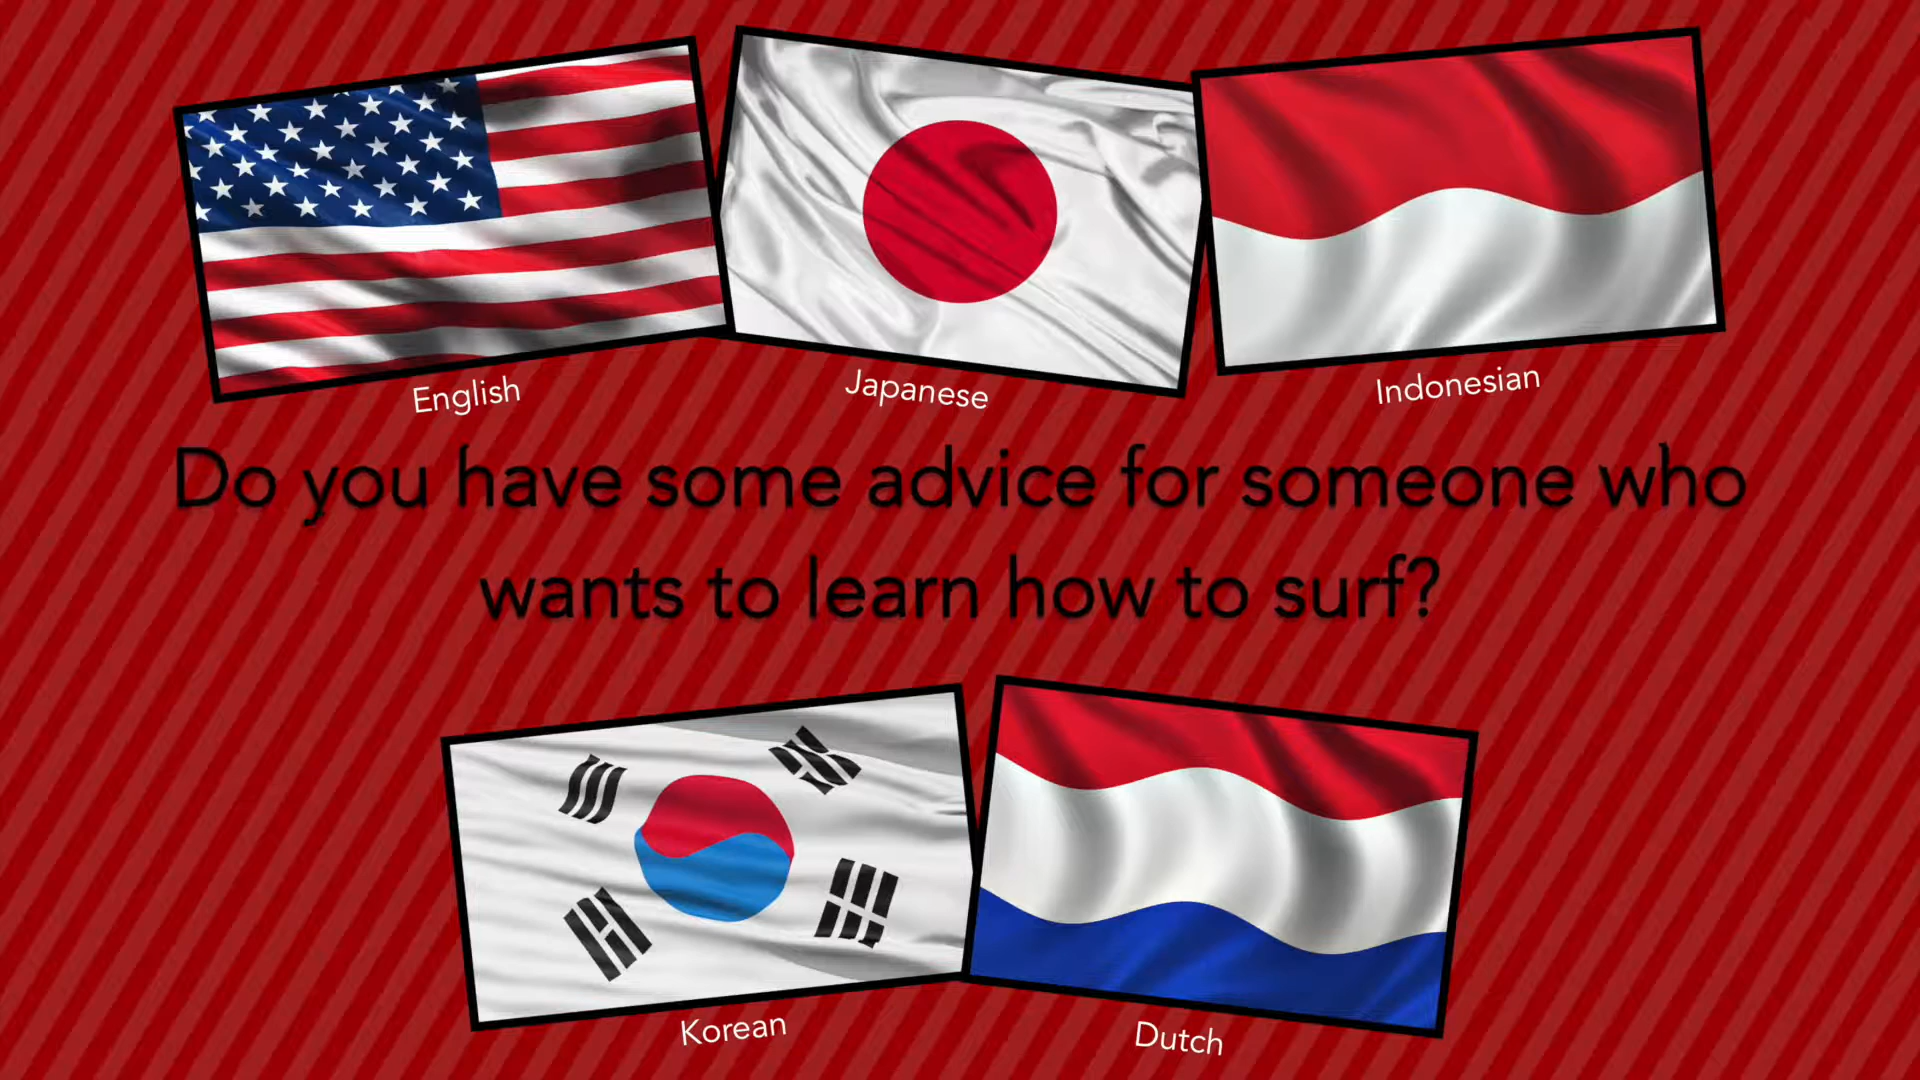 English
Japanese
Indonesian
Do you have some advice for someone who
wants to learn how to surf?
Korean
Dutch